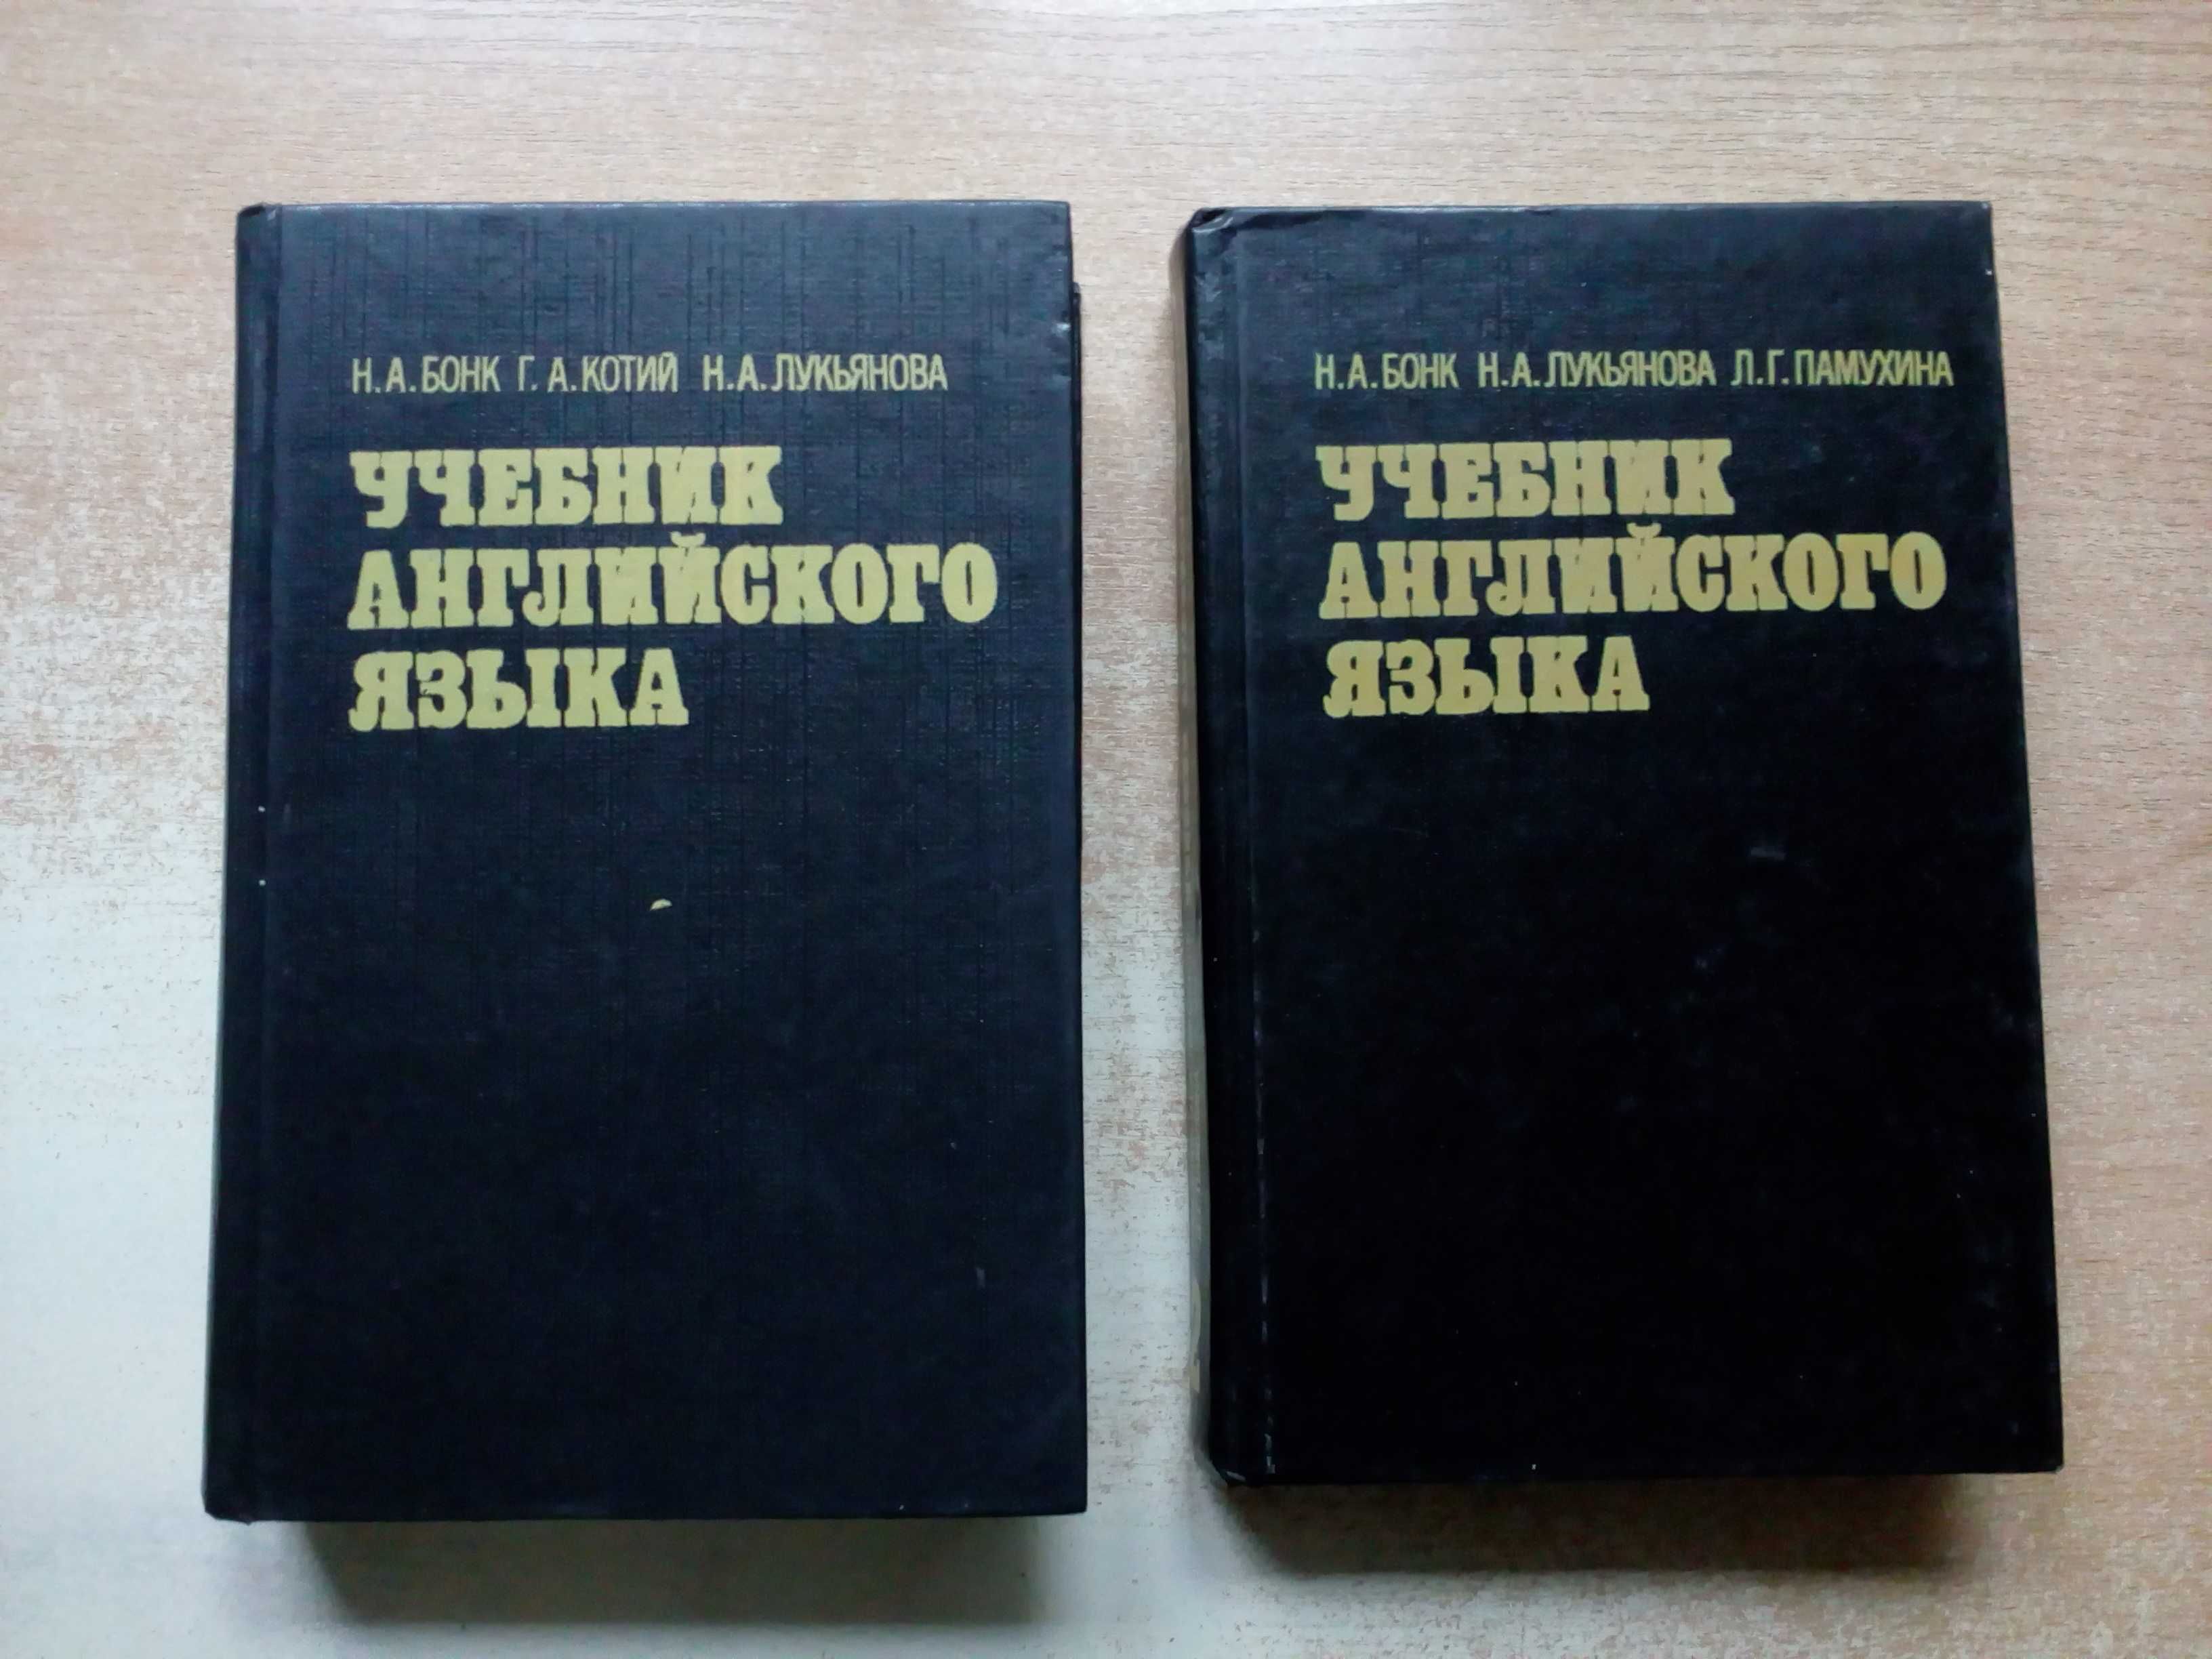 Н.А.БОНК Г.А.КОТИЙ Н.А.ЛУКЬЯНОВА
УЧЕБНИК
АНГЛИЙСКОГО
ЯЗЫКА
Н.А.БОНК Н.А.ЛУКЬЯНОВА Л.Г.ПАМУХИНА
УЧЕБНИК
АНГЛИЙСКОГО
ЯЗЫКА